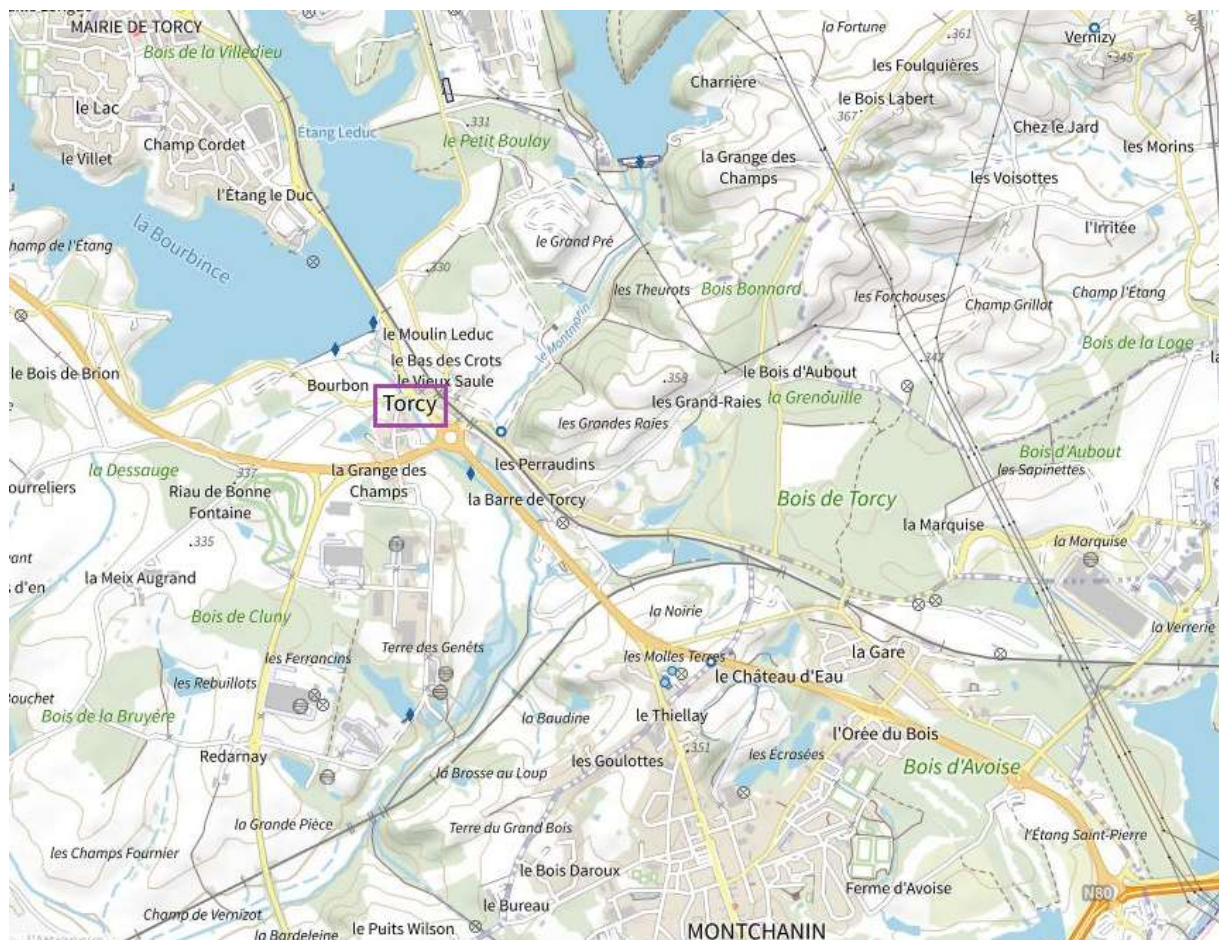 MAIRIE DE TORCY
Bois de la Villedieu
la Fortune
361
Vernizy
345
les Foulquières
Charrière
le Lac
331
le Bois Labert
367
Étang Leduc
Chez le Jard
le Petit Boulay
Champ Cordet
les Morins
le Villet
la Grange des
Champs
les Voisottes
l'Étang le Duc
l'Irritée
la Bourbince
le Grand Pré
330
les Theurots
Bois Bonnard
les Forchouses
Champ Grillot
Champ l'Étang
le Montmorin
le Moulin Leduc
Bois de la Loge
342
le Bas des Crots
le Bois de Brion
Bourbon
le Vieux Saule
358
le Bois d'Aubout
Torcy
les Grand-Raies
la Grenouille
les Grandes Raies
Bois d'Aubout
la Dessauge
337
la Grange des
Champs
les Perraudins
les Sapinettes
Riau de Bonne
Fontaine
la Barre de Torcy
Bois de Torcy
la Marquise
335
la Marquise
la Meix Augrand
Bois de Cluny
la Noirie
la Verrerie
les Ferrancins
Terre des Genêts
les Molles Terres
la Gare
les Rebuillots
le Château d'Eau
Bois de la Bruyère
la Baudine
le Thiellay
l'Orée du Bois
Redarnay
les Goulottes
351
les Écrasées
Bois d'Avoise
la Brosse au Loup
la Grande Pièce
Terre du Grand Bois
l'Étang Saint-Pierre
les Champs Fournier
le Bois Daroux
Ferme d'Avoise
N80
le Bureau
Champ de Vernizot
le Puits Wilson
MONTCHANIN
la Bardeleine